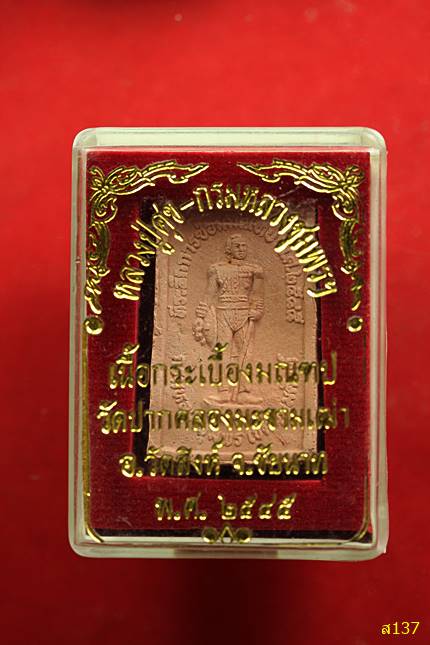 หลวงปู่ศุข-กรมหลวงชุมพรฯ
เนื้อกระเบื้องมณฑป
วัดปากคลองมะขามเฒ่า
อ.วัดสิงห์ จ.ชัยนาท
พ.ศ. ๒๕๔๕
ส137